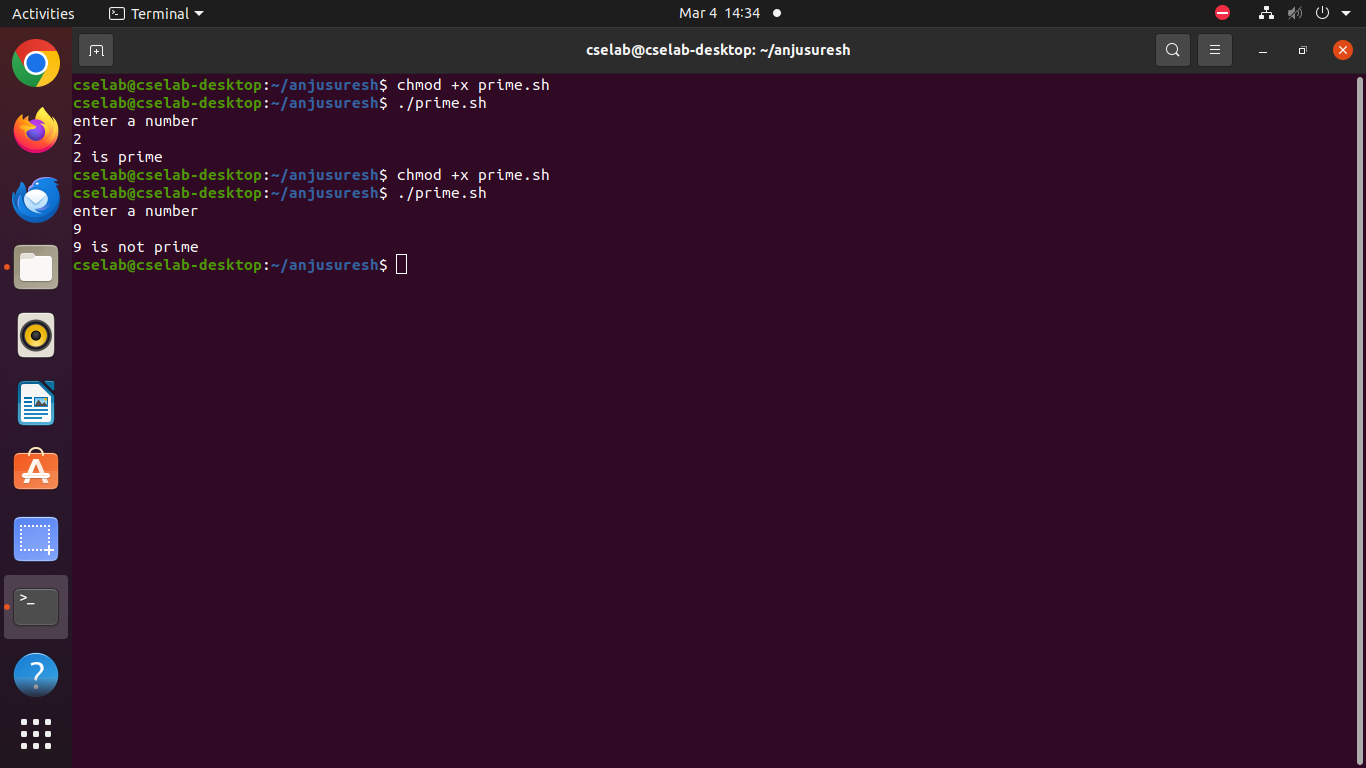 Activities Terminal Mar 4 14:34
cselab@cselab-desktop: ~/anjusuresh
cselab@cselab-desktop:~/anjusuresh$ chmod +x prime.sh
cselab@cselab-desktop:~/anjusuresh$ ./prime.sh
enter a number
2
2 is prime
cselab@cselab-desktop:~/anjusuresh$ chmod +x prime.sh
cselab@cselab-desktop:~/anjusuresh$ ./prime.sh
enter a number
9
9 is not prime
cselab@cselab-desktop:~/anjusuresh$